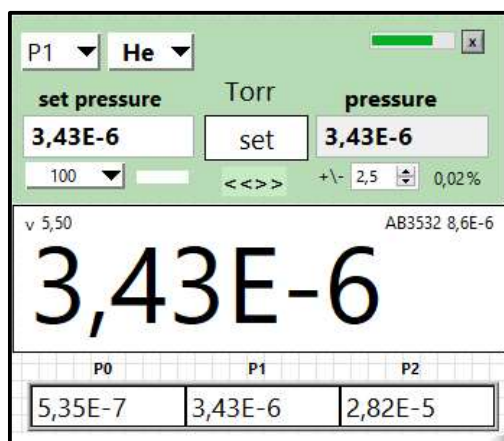 P1 He x
Torr
set pressure pressure
3,43E-6 set 3,43E-6
100 <<>> +\- 2,5 0,02%
v 5,50 AB3532 8,6E-6
3,43E-6
P0 P1 P2
5,35E-7 3,43E-6 2,82E-5